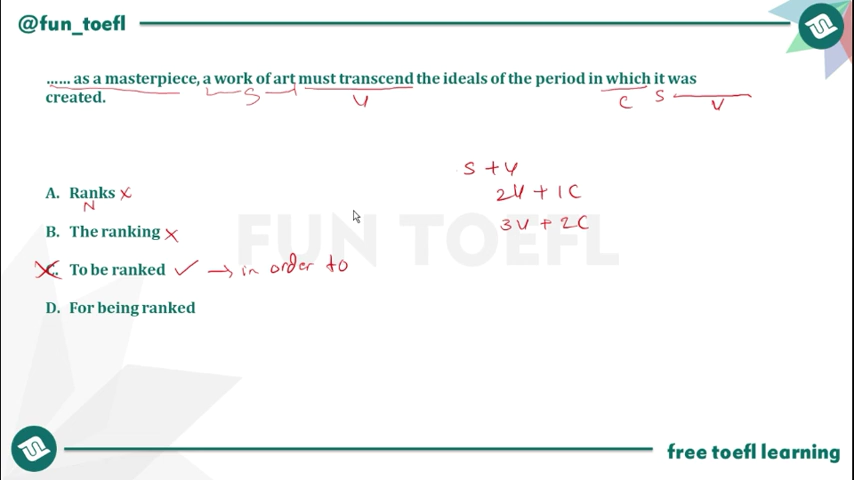 @fun_toefl
...... as a masterpiece, a work of art must transcend the ideals of the period in which it was
created.
S V C S V
S + V
A. Ranks x
N
2V + 1C
B. The ranking x
3V + 2C
FUN TOEFL
C. To be ranked ✓ → in order to
D. For being ranked
free toefl learning